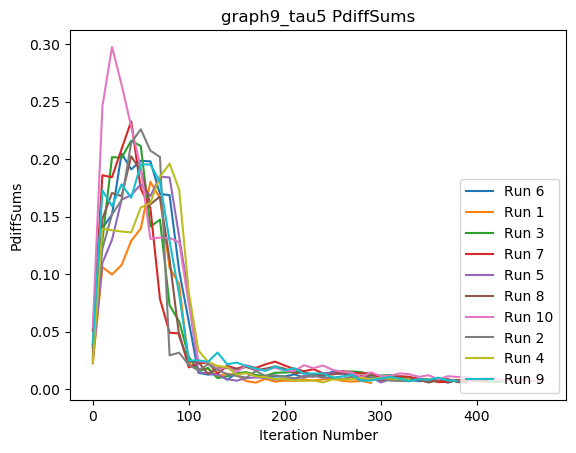 graph9_tau5 PdiffSums
0.30
0.25
0.20
0.15
0.10
0.05
0.00
PdiffSums
0
100
200
300
400
Iteration Number
Run 6
Run 1
Run 3
Run 7
Run 5
Run 8
Run 10
Run 2
Run 4
Run 9